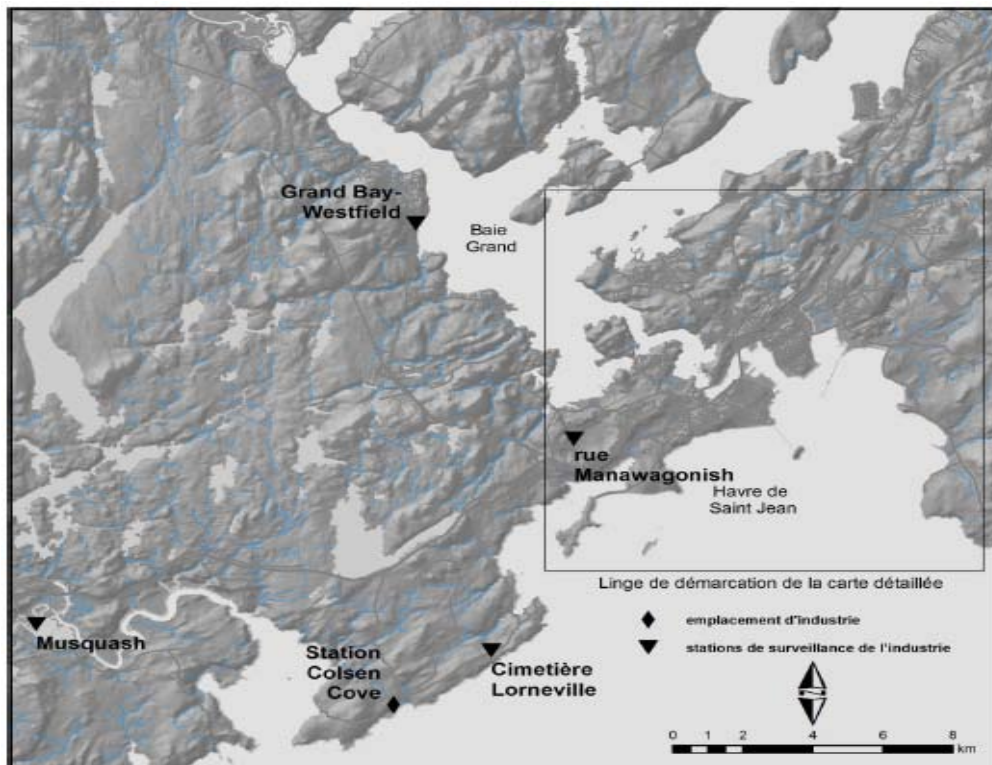 Grand Bay-
Westfield
Baie
Grand
rue
Manawagonish
Havre de
Saint Jean
Linge de démarcation de la carte détaillée
emplacement d'industrie
stations de surveillance de l'industrie
Musquash
Station
Colsen
Cove
Cimetière
Lorneville
0 1 2 4 6 8
km